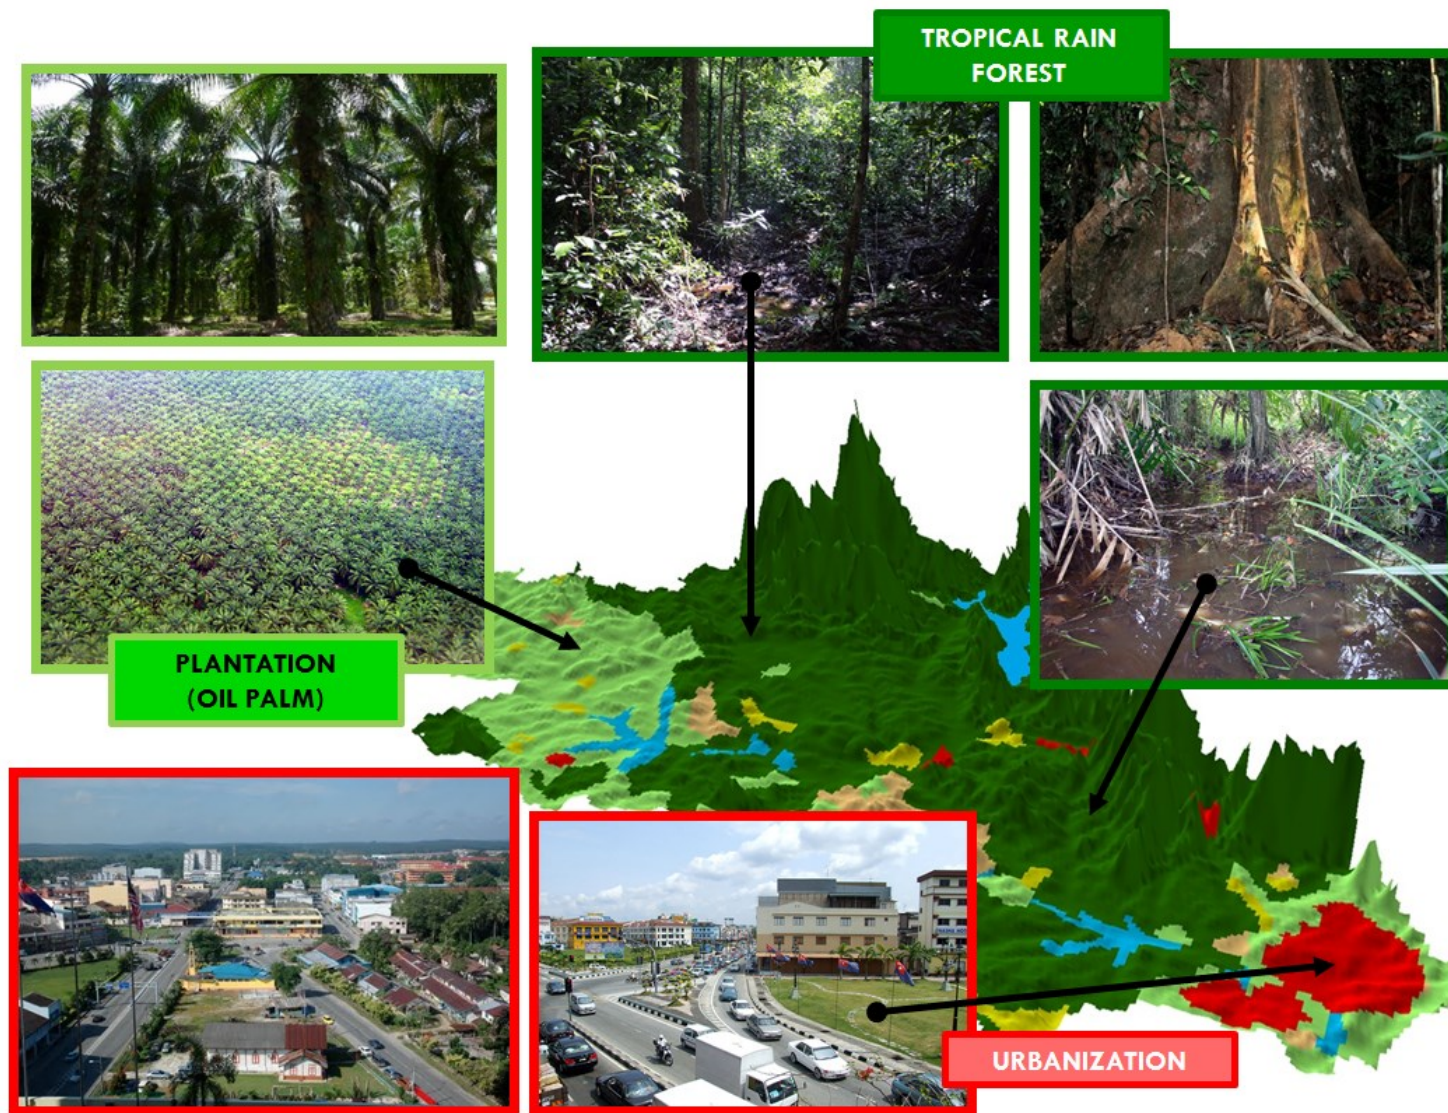 TROPICAL RAIN
FOREST
PLANTATION
(OIL PALM)
URBANIZATION